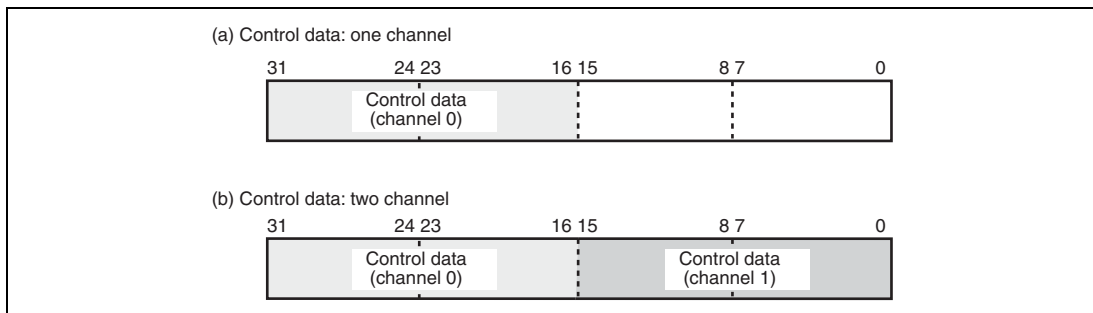 (a) Control data: one channel
31 24 23 16 15 8 7 0
Control data
(channel 0)
(b) Control data: two channel
31 24 23 16 15 8 7 0
Control data Control data
(channel 0) (channel 1)